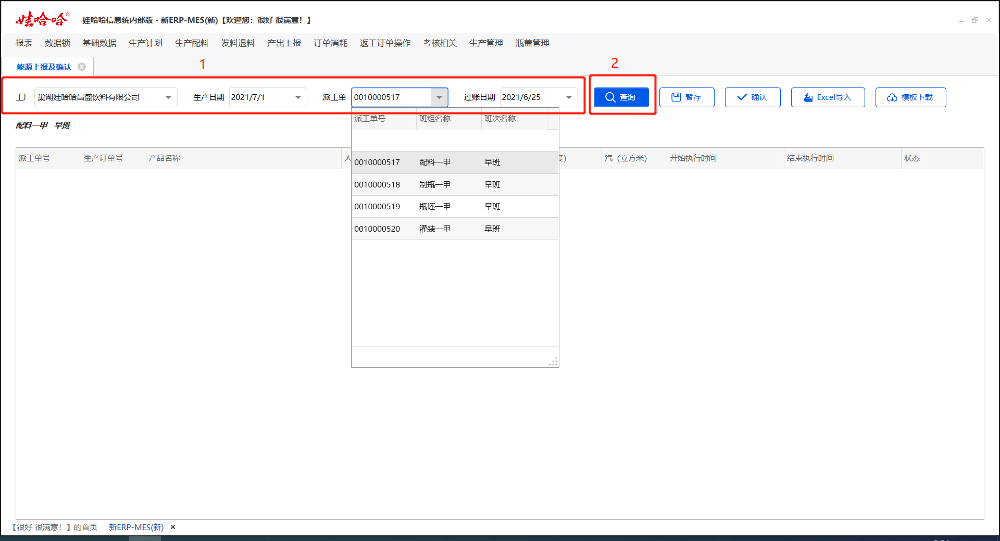 娃哈哈®
娃哈哈信息统内部版 - 新ERP-MES(新)【欢迎您：很好 很满意！】
报表 数据锁 基础数据 生产计划 生产配料 发料退料 产出上报 订单消耗 返工订单操作 考核相关 生产管理 瓶盖管理
能源上报及确认
1
2
工厂 巢湖娃哈哈昌盛饮料有限公司 生产日期 2021/7/1 派工单 0010000517 过账日期 2021/6/25 查询 暂存 确认 Excel导入 模板下载
派工单号 班组名称 班次名称
配料一甲 早班
派工单号 生产订单号 产品名称 人 度） 汽（立方米） 开始执行时间 结束执行时间 状态
0010000517 配料一甲 早班
0010000518 制瓶一甲 早班
0010000519 瓶坯一甲 早班
0010000520 灌装一甲 早班
【很好 很满意！】的首页 新ERP-MES(新) ×